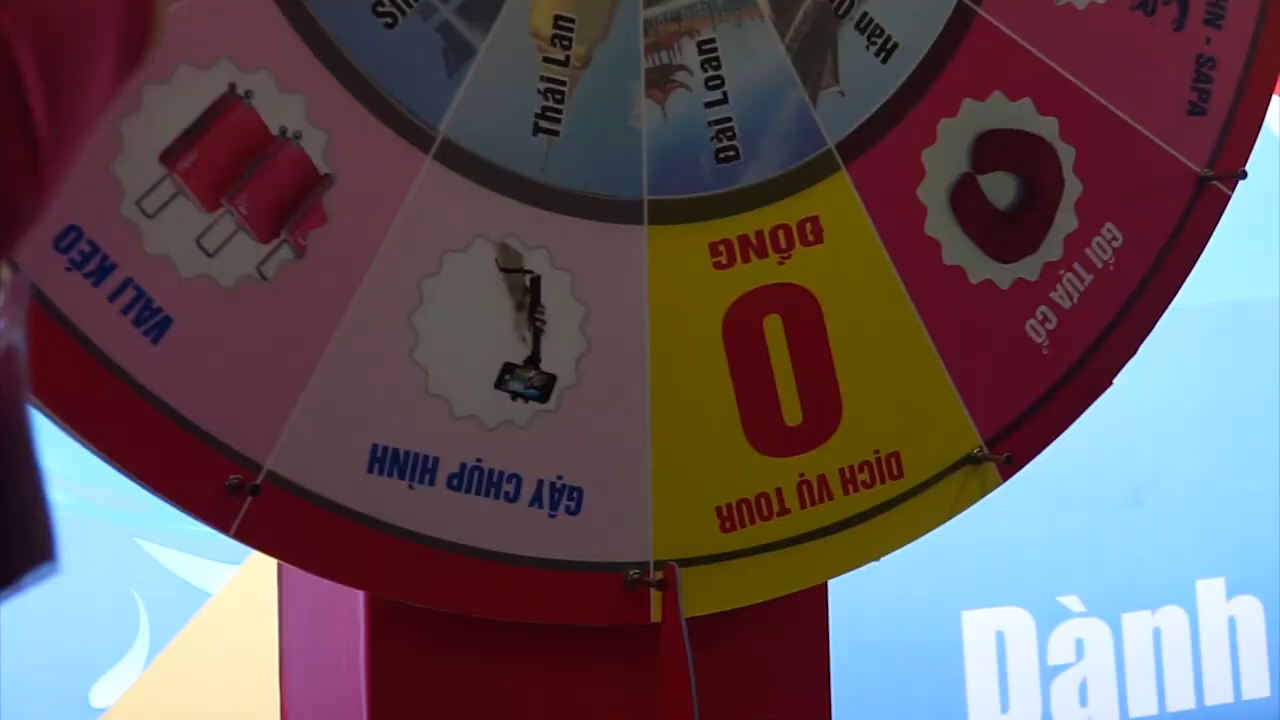 Thái Lan
Đài Loan
Hàn
- SAPA
VALI KÉO
GẬY CHỤP HÌNH
DỊCH VỤ TOUR
0
ĐỒNG
GỐI TỰA CỔ
Dành